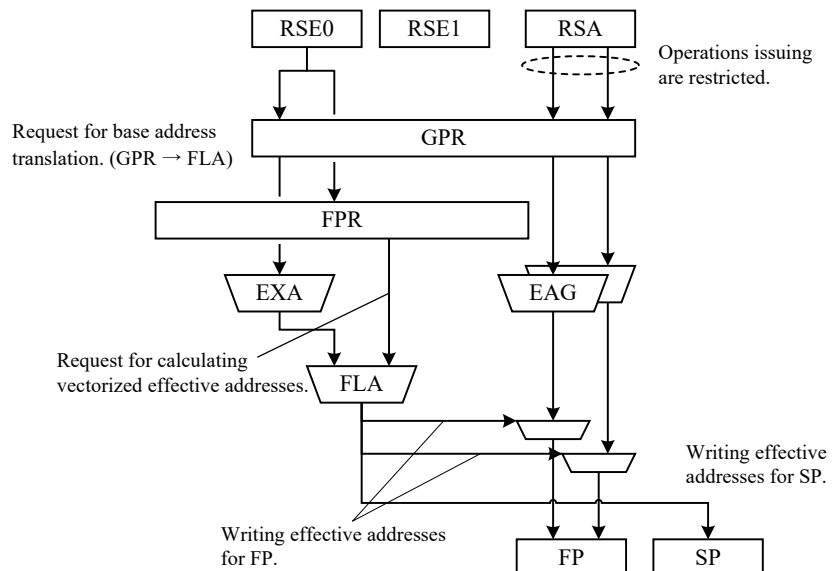 RSE0 RSE1 RSA
Operations issuing
are restricted.
Request for base address
translation. (GPR → FLA)
GPR
FPR
EXA EAG
Request for calculating
vectorized effective addresses.
FLA
Writing effective
addresses for SP.
Writing effective addresses
for FP.
FP SP